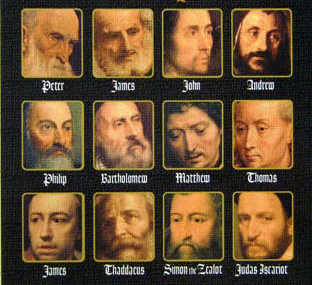 Peter James John Andrew
Philip Bartholomew Matthew Thomas
James Thaddaeus Simon the Zealot Judas Iscariot